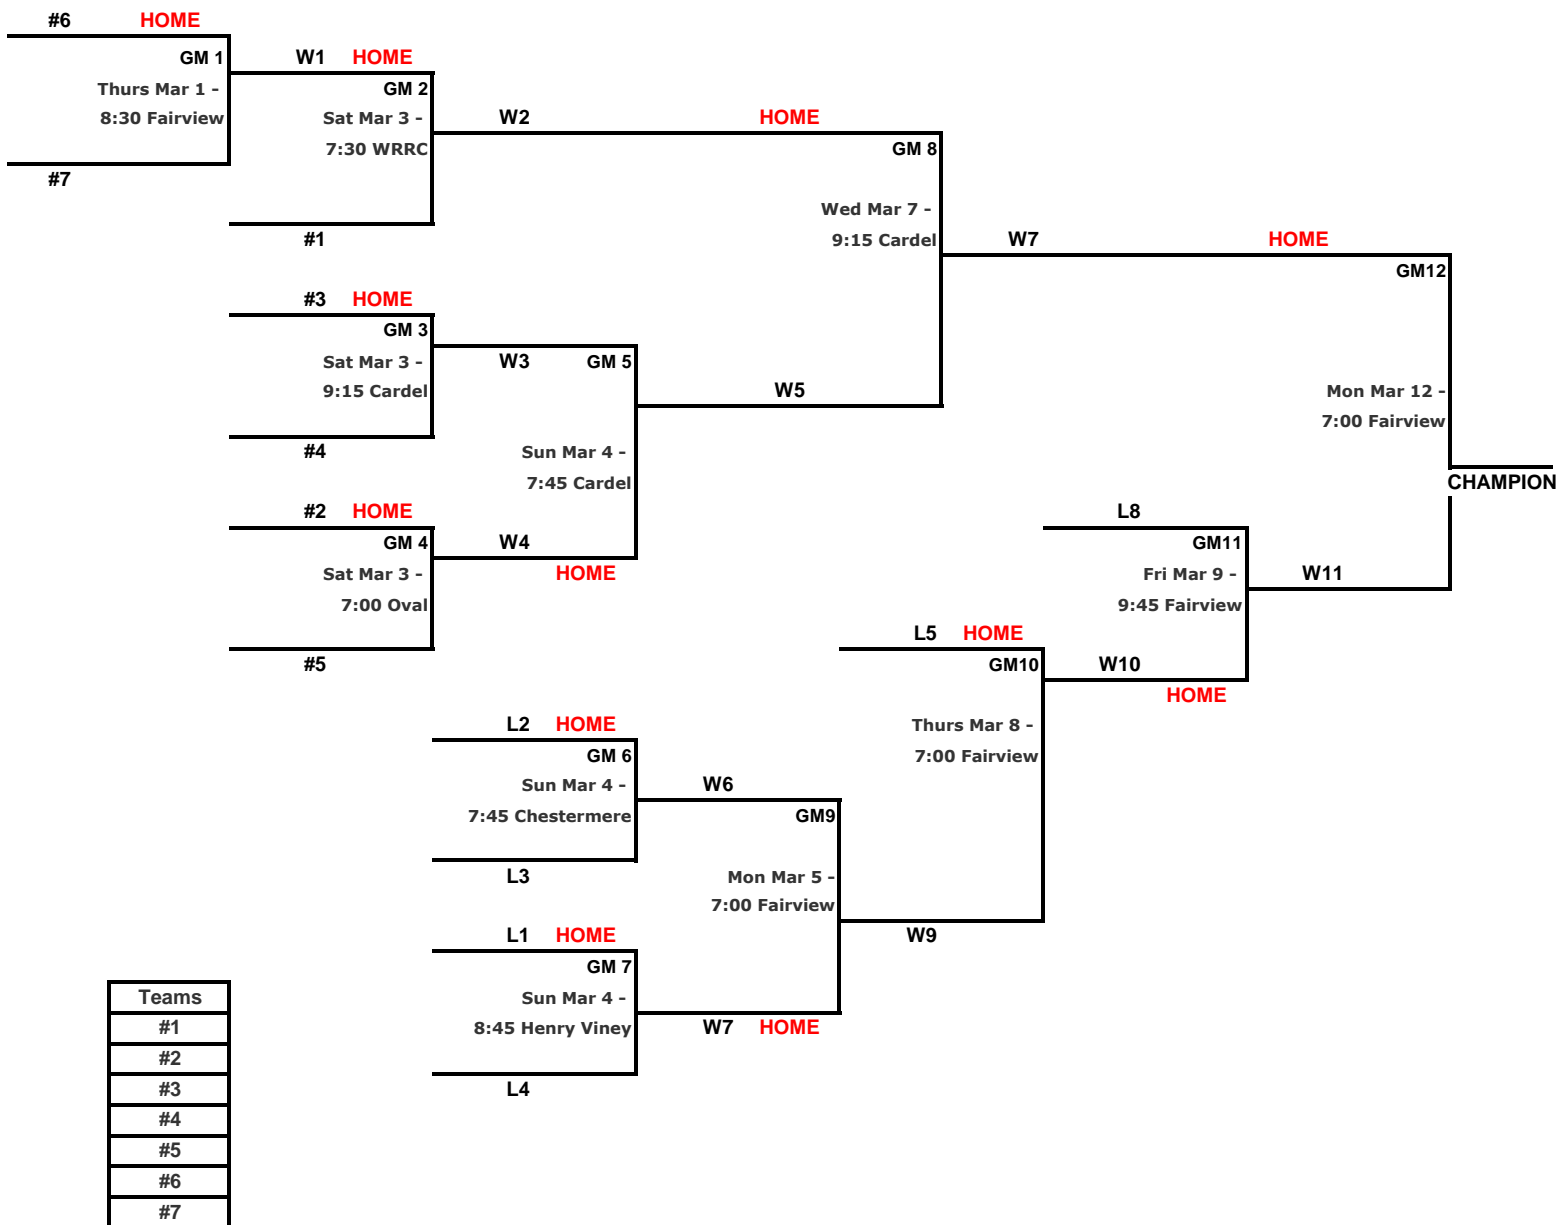 #6 HOME
GM 1
W1 HOME
Thurs Mar 1 -
GM 2
8:30 Fairview
Sat Mar 3 -
W2 HOME
7:30 WRRC
GM 8
#7
Wed Mar 7 -
#1
9:15 Cardel
W7 HOME
GM12
#3 HOME
GM 3
Sat Mar 3 -
W3
GM 5
9:15 Cardel
W5
Mon Mar 12 -
7:00 Fairview
#4
Sun Mar 4 -
7:45 Cardel
CHAMPION
#2 HOME
L8
GM 4
W4
GM11
Sat Mar 3 -
HOME
Fri Mar 9 -
W11
7:00 Oval
9:45 Fairview
L5 HOME
#5
GM10
W10
HOME
L2 HOME
Thurs Mar 8 -
GM 6
7:00 Fairview
Sun Mar 4 -
W6
7:45 Chestermere
GM9
L3
Mon Mar 5 -
7:00 Fairview
L1 HOME
W9
GM 7
Teams
Sun Mar 4 -
#1
8:45 Henry Viney
W7 HOME
#2
#3
L4
#4
#5
#6
#7